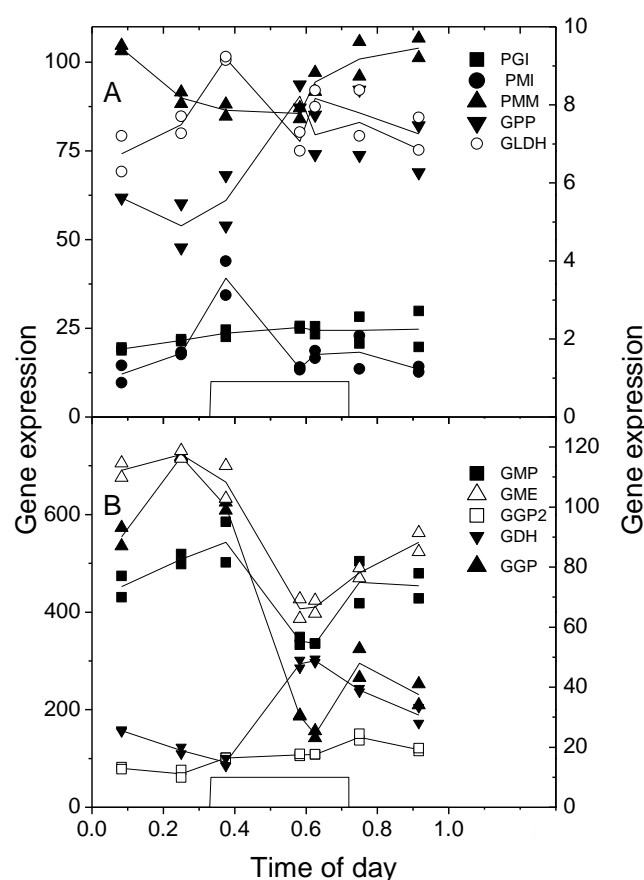 100
75
50
25
0
10
8
6
4
2
0
A
PGI
PMI
PMM
GPP
GLDH
Gene expression
Gene expression
600
400
200
0
120
100
80
60
40
20
0
B
GMP
GME
GGP2
GDH
GGP
0.0 0.2 0.4 0.6 0.8 1.0
Time of day